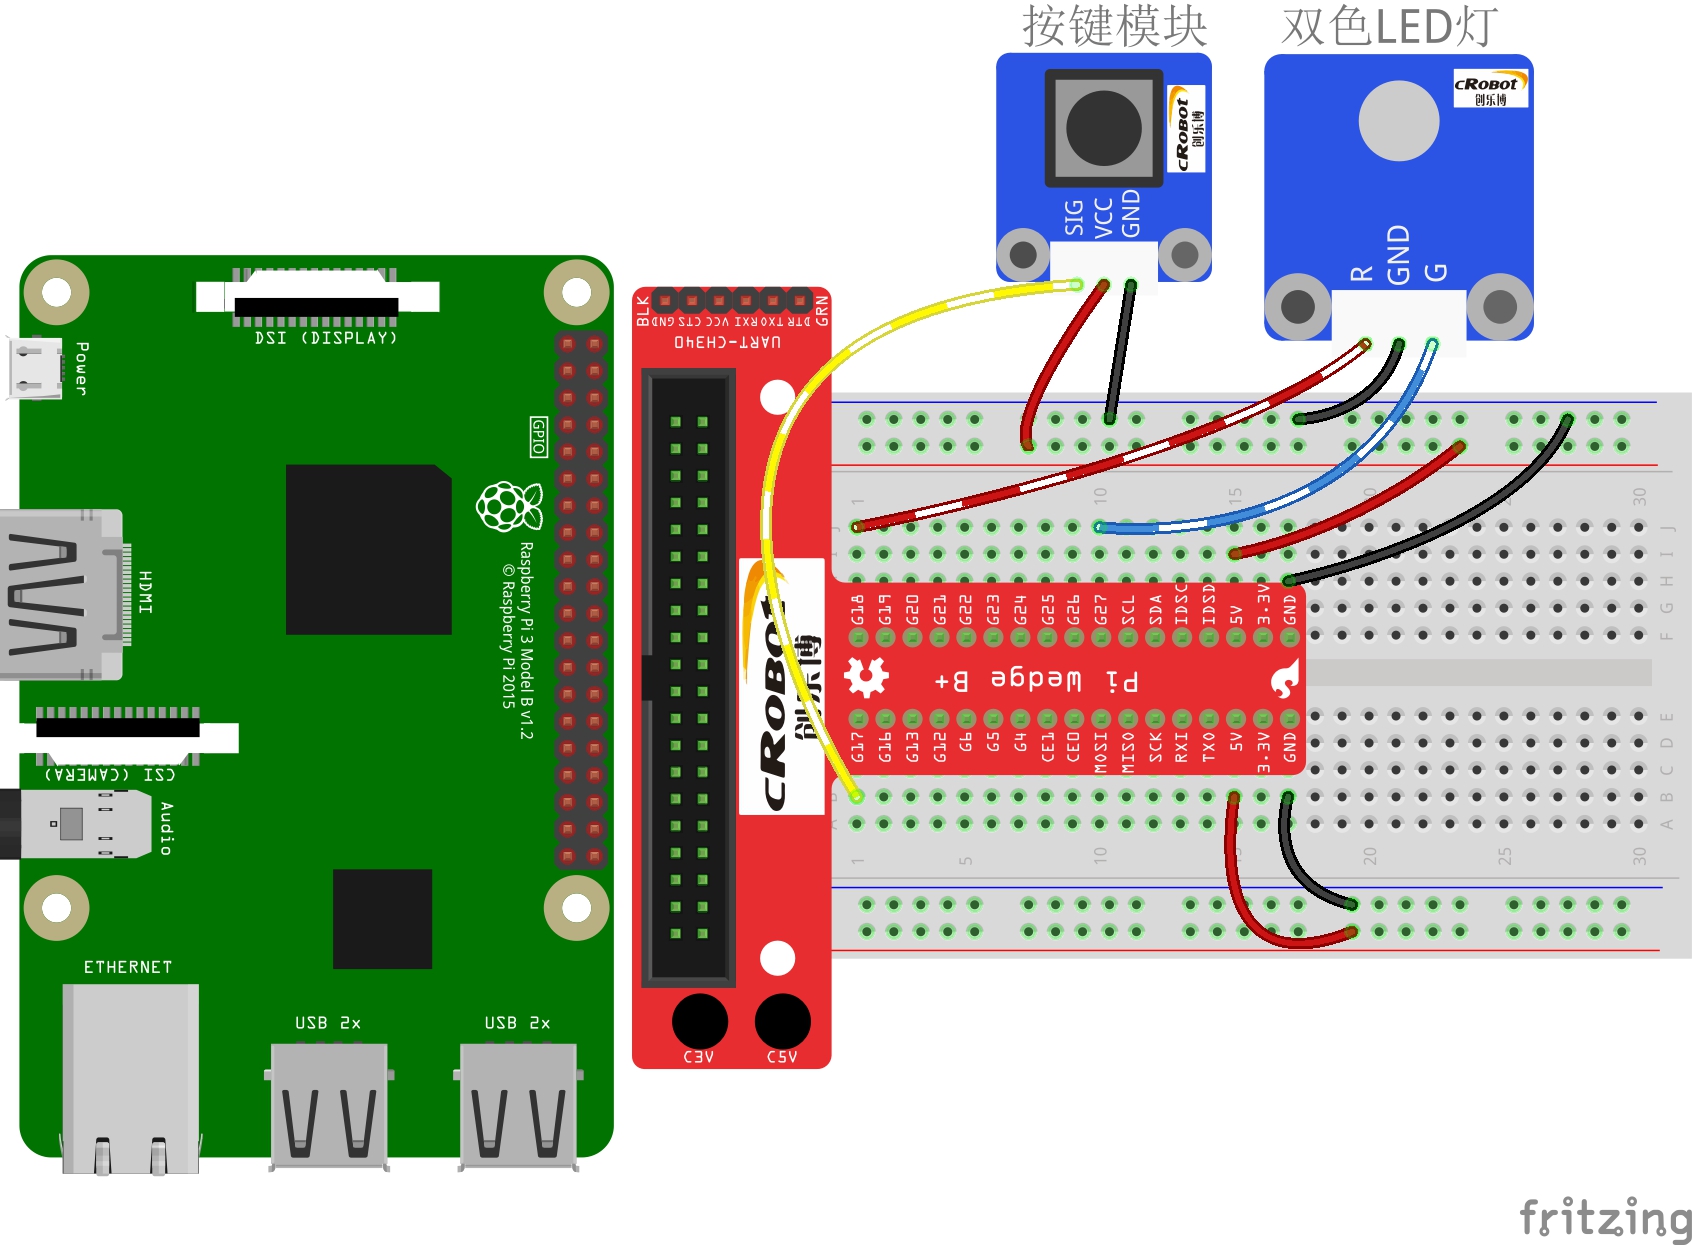 按键模块
双色LED灯
cRobot
创乐博
SIG
VCC
GND
cRobot
创乐博
R
GND
G
DSI (DISPLAY)
Power
GPIO
HDMI
Raspberry Pi 3 Model B v1.2
© Raspberry Pi 2015
CSI (CAMERA)
Audio
ETHERNET
USB 2x
USB 2x
BLK
GND CTS VCC RXI TXO DTR
GRN
UART-CH340
cRobot
创乐博
C3V
C5V
1 10 15 20 25 30
J
I
H
G
F
G18 G19 G20 G21 G22 G23 G24 G25 G26 G27 SCL SDA IDSC IDSD 5V 3.3V GND
Pi Wedge B+
G17 G16 G13 G12 G6 G5 G4 CE1 CE0 MOSI MISO SCK RXI TXO 5V 3.3V GND
E
D
C
B
A
1 5 10 15 20 25 30
fritzing